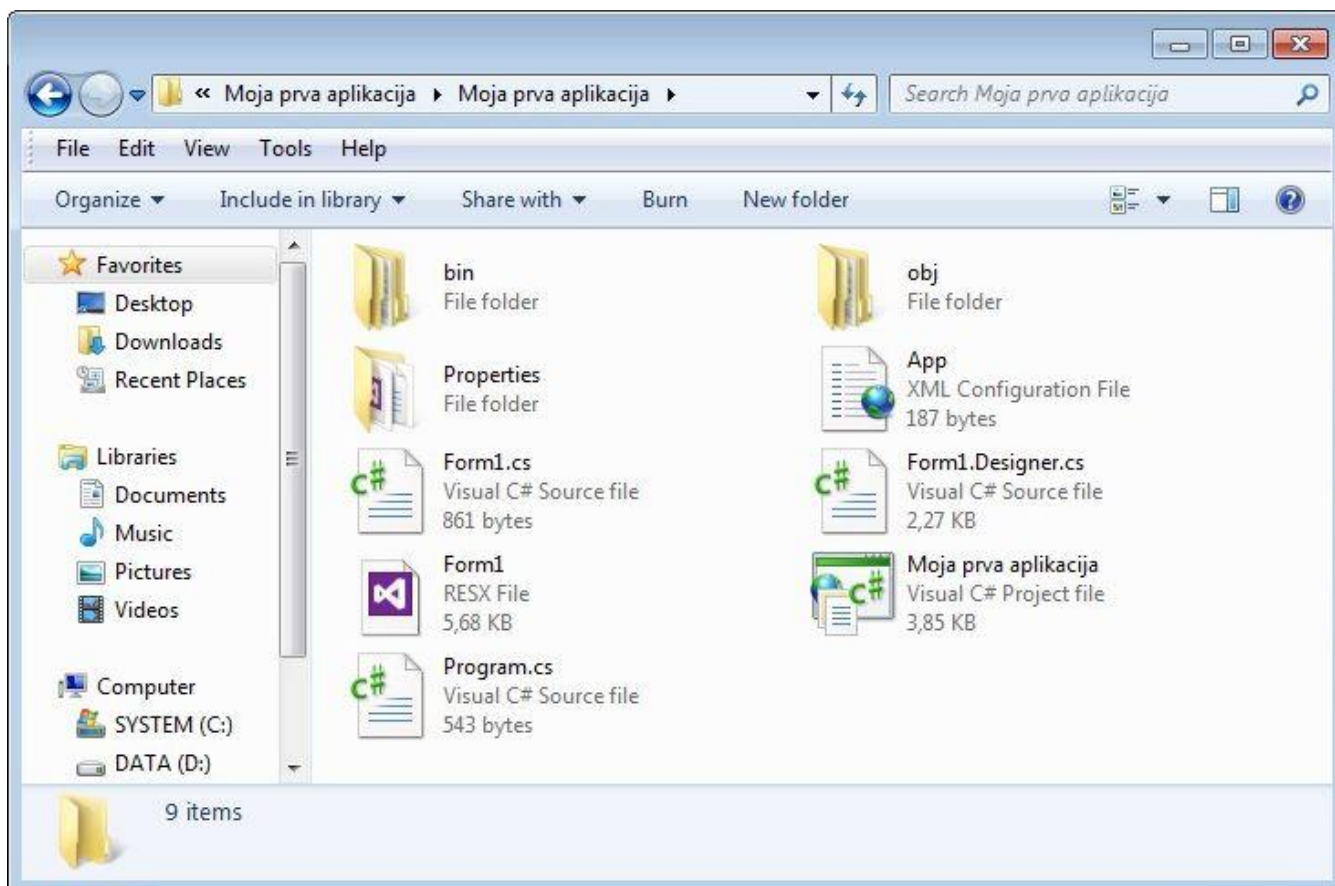 « Moja prva aplikacija ▸ Moja prva aplikacija ▸
Search Moja prva aplikacija
File Edit View Tools Help
Organize Include in library Share with Burn New folder
Favorites
Desktop
Downloads
Recent Places
Libraries
Documents
Music
Pictures
Videos
Computer
SYSTEM (C:)
DATA (D:)
bin
File folder
obj
File folder
Properties
File folder
App
XML Configuration File
187 bytes
Form1.cs
Visual C# Source file
861 bytes
Form1.Designer.cs
Visual C# Source file
2,27 KB
Form1
RESX File
5,68 KB
Moja prva aplikacija
Visual C# Project file
3,85 KB
Program.cs
Visual C# Source file
543 bytes
9 items